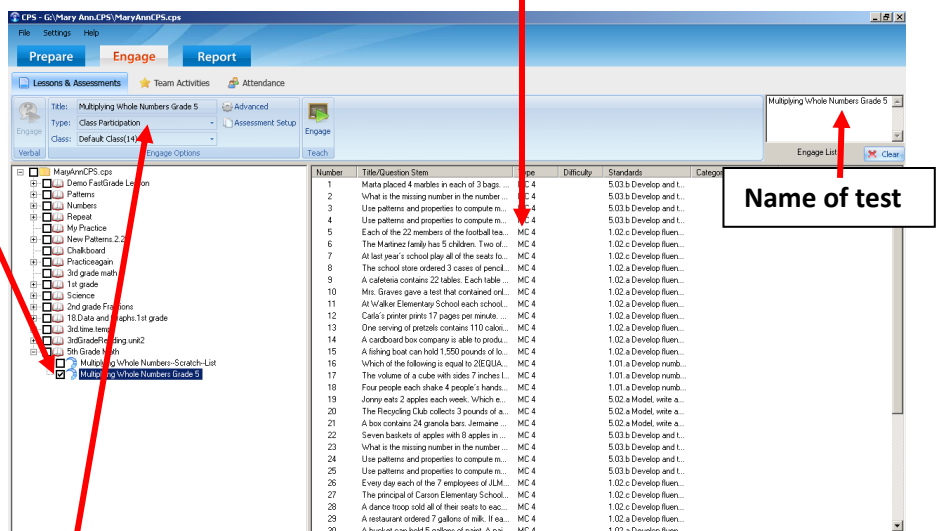 CPS - G:\Mary Ann.CPS\MaryAnnCPS.cps
File Settings Help
Prepare Engage Report
Lessons & Assessments Team Activities Attendance
Title: Multiplying Whole Numbers Grade 5 Advanced
Type: Class Participation Assessment Setup
Class: Default Class(14)
Engage Engage
Verbal Engage Options Teach
Multiplying Whole Numbers Grade 5
Engage List Clear
Name of test
MaryAnnCPS.cps
Demo FastGrade Lesson
Patterns
Numbers
Repeat
My Practice
New Patterns.2.2
Chalkboard
Practiceagain
3rd grade math
1st grade
Science
2nd grade Fractions
18.Data and Graphs.1st grade
3rd.time.temp
3rdGradeReading.unit2
5th Grade Math
Multiplying Whole Numbers--Scratch--List
Multiplying Whole Numbers Grade 5
Number Title/Question Stem Type Difficulty Standards Categor
1 Marta placed 4 marbles in each of 3 bags. ... MC 4 5.03.b Develop and t...
2 What is the missing number in the number ... MC 4 5.03.b Develop and t...
3 Use patterns and properties to compute m... MC 4 5.03.b Develop and t...
4 Use patterns and properties to compute m... MC 4 5.03.b Develop and t...
5 Each of the 22 members of the football tea... MC 4 1.02.c Develop fluen...
6 The Martinez family has 5 children. Two of... MC 4 1.02.c Develop fluen...
7 At last year's school play all of the seats fo... MC 4 1.02.c Develop fluen...
8 The school store ordered 3 cases of pencil... MC 4 1.02.a Develop fluen...
9 A cafeteria contains 22 tables. Each table ... MC 4 1.02.a Develop fluen...
10 Mrs. Graves gave a test that contained onl... MC 4 1.02.a Develop fluen...
11 At Walker Elementary School each school... MC 4 1.02.a Develop fluen...
12 Carla's printer prints 17 pages per minute. ... MC 4 1.02.a Develop fluen...
13 One serving of pretzels contains 110 calori... MC 4 1.02.a Develop fluen...
14 A cardboard box company is able to produ... MC 4 1.02.a Develop fluen...
15 A fishing boat can hold 1,550 pounds of lo... MC 4 1.02.a Develop fluen...
16 Which of the following is equal to 2(EQUA... MC 4 1.01.a Develop numb...
17 The volume of a cube with sides 7 inches l... MC 4 1.01.a Develop numb...
18 Four people each shake 4 people's hands... MC 4 1.01.a Develop numb...
19 Jonny eats 2 apples each week. Which e... MC 4 5.02.a Model, write a...
20 The Recycling Club collects 3 pounds of a... MC 4 5.02.a Model, write a...
21 A box contains 24 granola bars. Jermaine ... MC 4 5.02.a Model, write a...
22 Seven baskets of apples with 8 apples in ... MC 4 5.03.b Develop and t...
23 What is the missing number in the number ... MC 4 5.03.b Develop and t...
24 Use patterns and properties to compute m... MC 4 5.03.b Develop and t...
25 Use patterns and properties to compute m... MC 4 5.03.b Develop and t...
26 Every day each of the 7 employees of JLM... MC 4 1.02.c Develop fluen...
27 The principal of Carson Elementary School... MC 4 1.02.c Develop fluen...
28 A dance troop sold all of their seats to eac... MC 4 1.02.c Develop fluen...
29 A restaurant ordered 7 gallons of milk. If ea... MC 4 1.02.a Develop fluen...